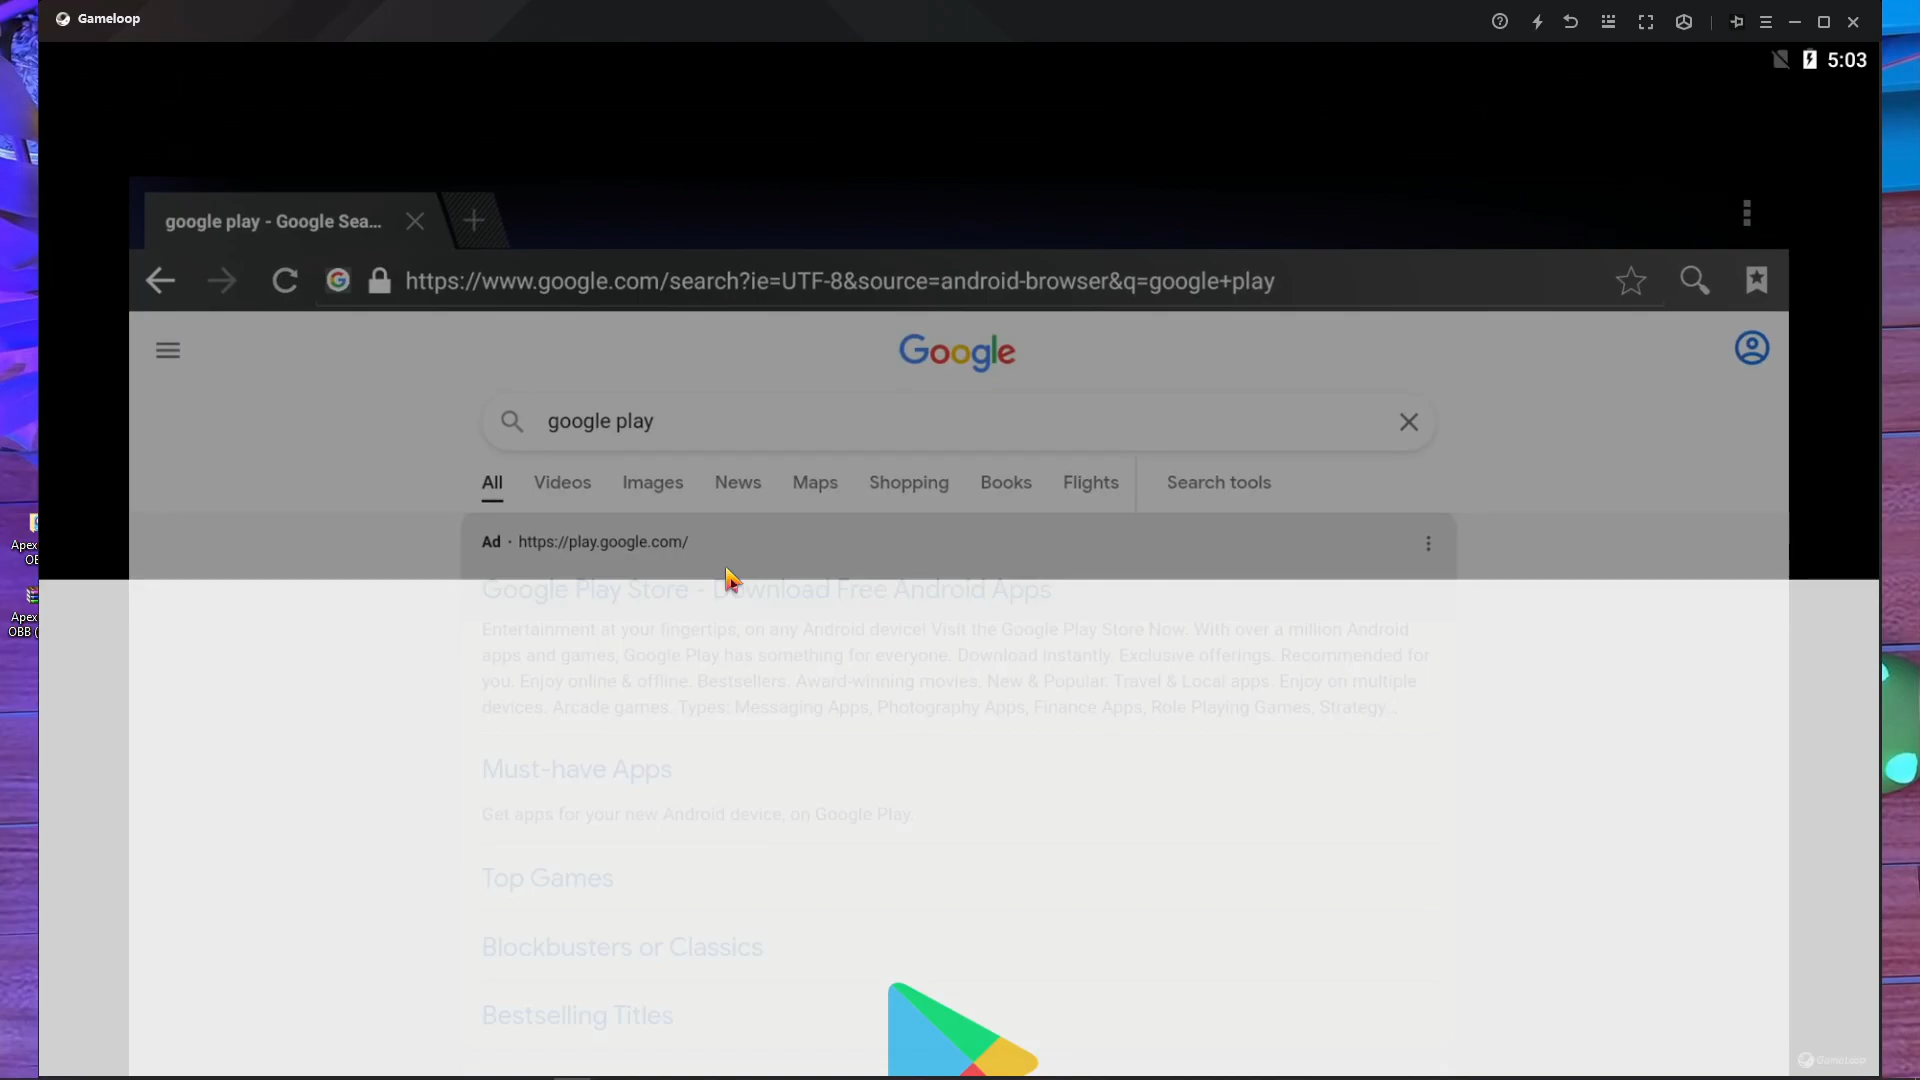 Gameloop
5:03
google play - Google Sea...
https://www.google.com/search?ie=UTF-8&source=android-browser&q=google+play
Google
google play
All Videos Images News Maps Shopping Books Flights Search tools
Ad · https://play.google.com/
Google Play Store - Download Free Android Apps
Entertainment at your fingertips, on any Android device! Visit the Google Play Store Now. With over a million Android
apps and games, Google Play has something for everyone. Download Instantly. Exclusive offerings. Recommended for
you. Enjoy online & offline. Bestsellers. Award-winning movies. New & Popular. Travel & Local apps. Enjoy on multiple
devices. Arcade games. Types: Messaging Apps, Photography Apps, Finance Apps, Role Playing Games, Strategy...
Must-have Apps
Get apps for your new Android device, on Google Play.
Top Games
Blockbusters or Classics
Bestselling Titles
Apex
Apex
OBB (
GameLoop